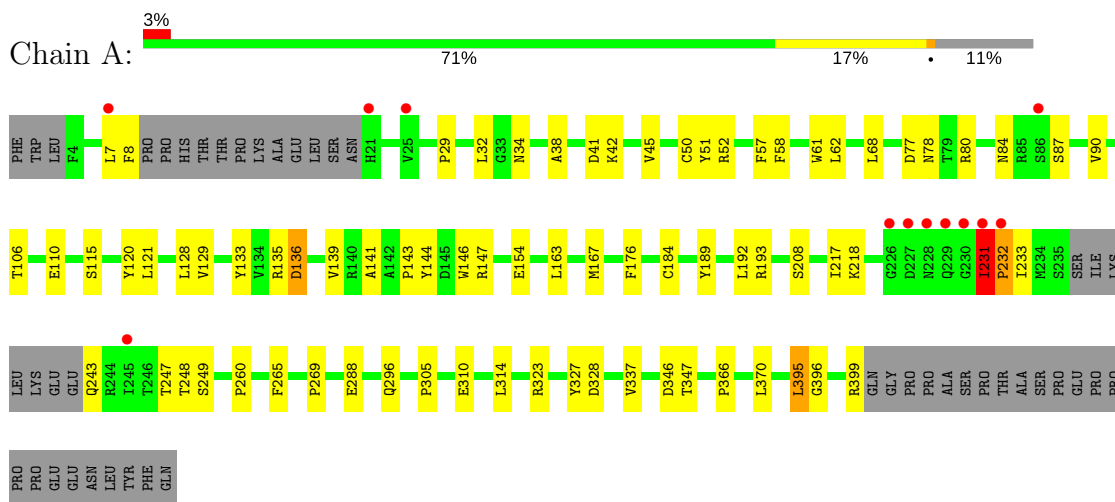 3%
Chain A:
71% 17% • 11%
PHE TRP LEU F4 L7 F8 PRO PRO HIS THR THR PRO LYS ALA GLU LEU SER ASN H21 V25 P29 L32 G33 N34 A38 D41 K42 V45 C50 Y51 R52 F57 F58 W61 L62 L68 D77 N78 T79 R80 N84 R85 S86 S87 V90
T106 E110 S115 Y120 L121 L128 V129 Y133 V134 R135 D136 V139 R140 A141 A142 P143 Y144 D145 W146 R147 E154 L163 M167 F176 C184 Y189 L192 R193 S208 I217 K218 G226 D227 N228 Q229 G230 I231 P232 I233 M234 S235 SER ILE LYS
LEU LYS GLU GLU Q243 R244 I245 T246 T247 T248 S249 P260 F265 P269 E288 Q296 P305 E310 L314 R323 Y327 D328 V337 D346 T347 P366 L370 L395 G396 R399 GLN GLY PRO PRO ALA SER PRO THR ALA SER PRO GLU PRO PRO
PRO PRO GLU GLU ASN LEU TYR PHE GLN